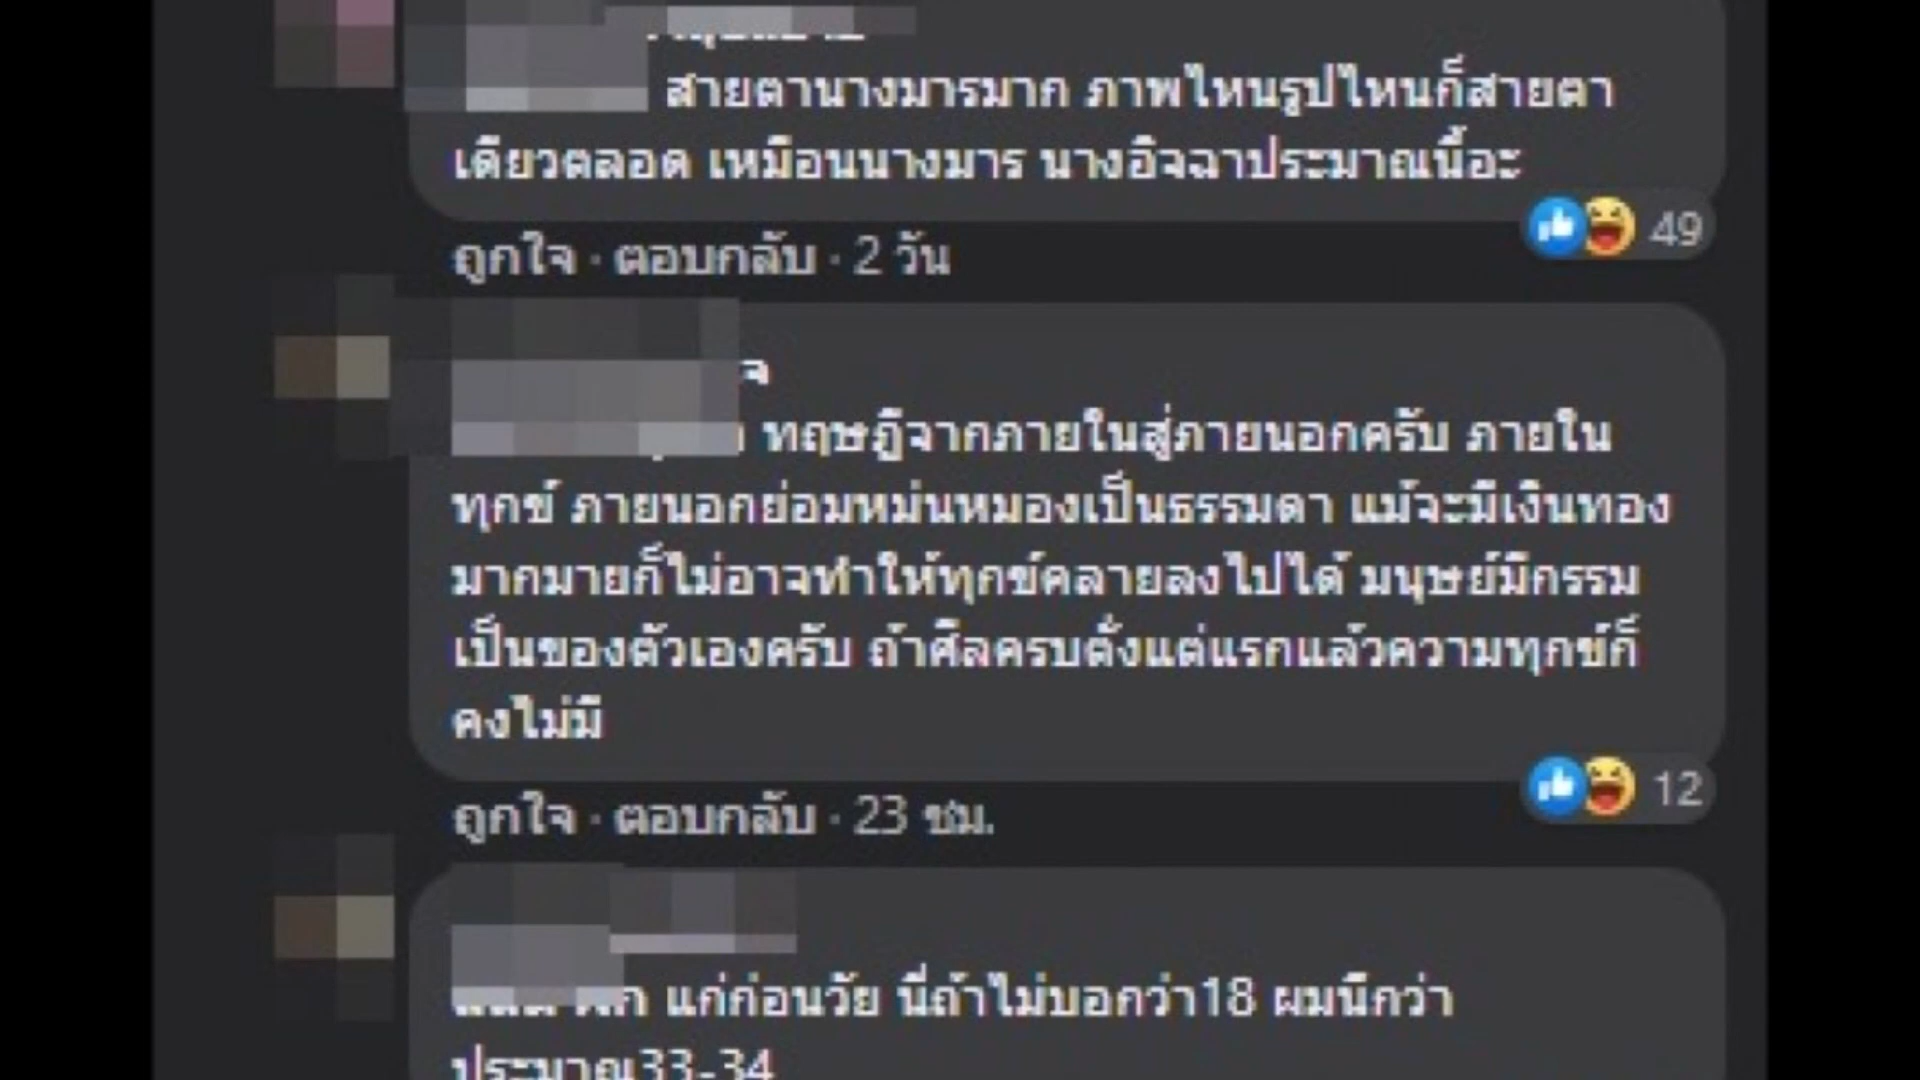 สายตานางมารมาก ภาพไหนรูปไหนก็สายตา
เดียวตลอด เหมือนนางมาร นางอิจฉาประมาณนี้อะ
49
ถูกใจ · ตอบกลับ · 2 วัน
จ
ทฤษฎีจากภายในสู่ภายนอกครับ ภายใน
ทุกข์ ภายนอกย่อมหม่นหมองเป็นธรรมดา แม้จะมีเงินทอง
มากมายก็ไม่อาจทำให้ทุกข์คลายลงไปได้ มนุษย์มีกรรม
เป็นของตัวเองครับ ถ้าศีลครบตั้งแต่แรกแล้วความทุกข์ก็
คงไม่มี
12
ถูกใจ · ตอบกลับ · 23 ชม.
แก่ก่อนวัย นี่ถ้าไม่บอกว่า18 ผมนึกว่า
ประมาณ33-34